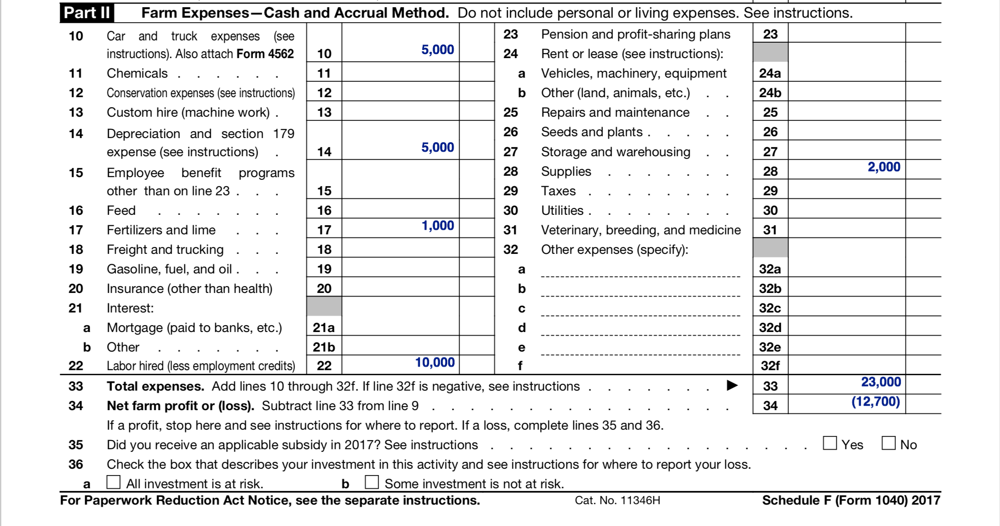 Part II Farm Expenses—Cash and Accrual Method. Do not include personal or living expenses. See instructions.
10 Car and truck expenses (see
instructions). Also attach Form 4562 10 5,000
11 Chemicals . . . . . . 11
12 Conservation expenses (see instructions) 12
13 Custom hire (machine work) . 13
14 Depreciation and section 179
expense (see instructions) . 14 5,000
15 Employee benefit programs
other than on line 23 . . . 15
16 Feed . . . . . . . 16
17 Fertilizers and lime . . . 17 1,000
18 Freight and trucking . . . 18
19 Gasoline, fuel, and oil . . . 19
20 Insurance (other than health) 20
21 Interest:
a Mortgage (paid to banks, etc.) 21a
b Other . . . . . . . 21b
22 Labor hired (less employment credits) 22 10,000
23 Pension and profit-sharing plans 23
24 Rent or lease (see instructions):
a Vehicles, machinery, equipment 24a
b Other (land, animals, etc.) . . 24b
25 Repairs and maintenance . . 25
26 Seeds and plants . . . . . 26
27 Storage and warehousing . . 27
28 Supplies . . . . . . . 28 2,000
29 Taxes . . . . . . . . 29
30 Utilities . . . . . . . . 30
31 Veterinary, breeding, and medicine 31
32 Other expenses (specify):
a 32a
b 32b
c 32c
d 32d
e 32e
f 32f
33 Total expenses. Add lines 10 through 32f. If line 32f is negative, see instructions . . . . . . . ▶ 33 23,000
34 Net farm profit or (loss). Subtract line 33 from line 9 . . . . . . . . . . . . . . . . 34 (12,700)
If a profit, stop here and see instructions for where to report. If a loss, complete lines 35 and 36.
35 Did you receive an applicable subsidy in 2017? See instructions . . . . . . . . . . . . . . . . . Yes No
36 Check the box that describes your investment in this activity and see instructions for where to report your loss.
a All investment is at risk. b Some investment is not at risk.
For Paperwork Reduction Act Notice, see the separate instructions. Cat. No. 11346H Schedule F (Form 1040) 2017